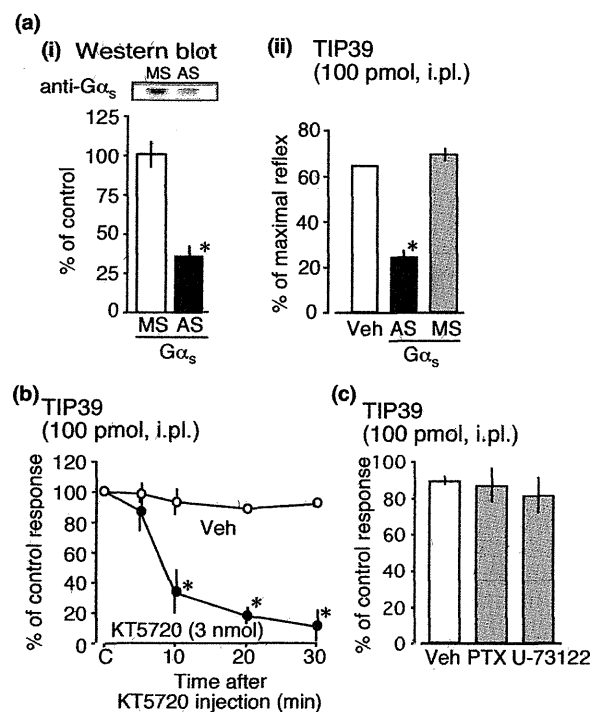 (a)
(i) Western blot
MS AS
anti-Gαs
% of control
125
100
75
50
25
0
*
MS AS
Gαs
(ii) TIP39
(100 pmol, i.pl.)
% of maximal reflex
80
60
40
20
0
*
Veh AS MS
Gαs
(b)
TIP39
(100 pmol, i.pl.)
% of control response
120
100
80
60
40
20
0
Veh
*
*
*
KT5720 (3 nmol)
C 10 20 30
Time after
KT5720 injection (min)
(c)
TIP39
(100 pmol, i.pl.)
% of control response
100
80
60
40
20
0
Veh PTX U-73122